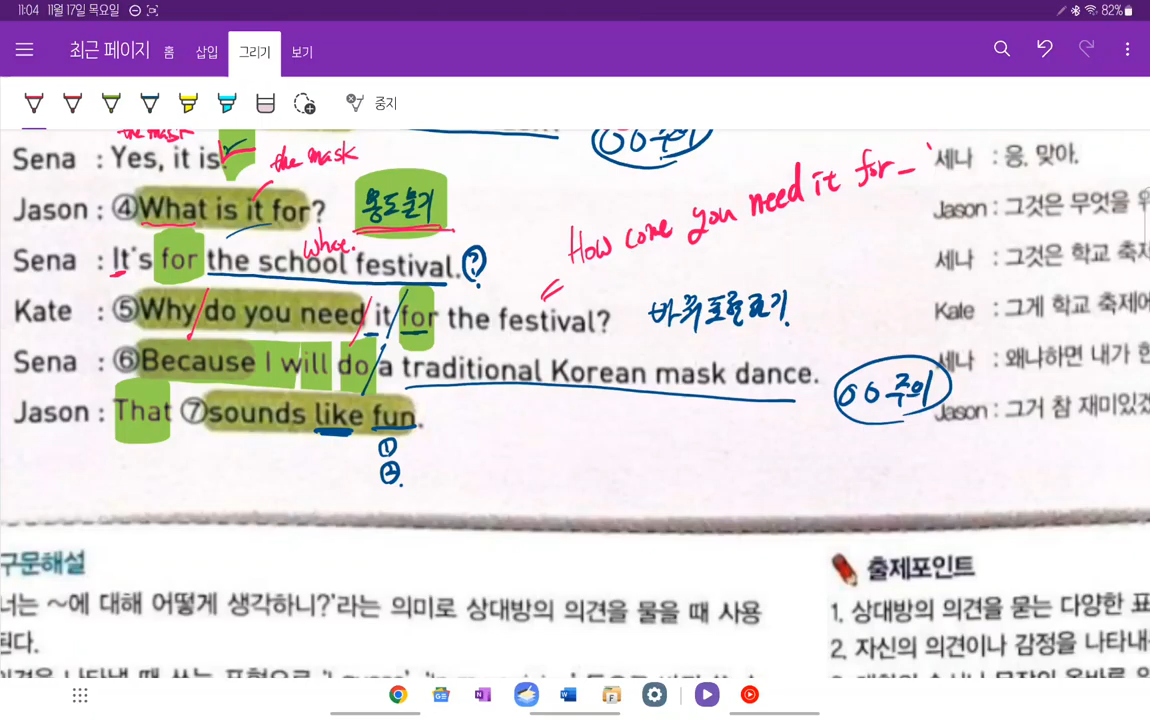 11:04 11월 17일 목요일 82%
최근 페이지 홈 삽입 그리기 보기
중지
the mask
Sena : Yes, it is. the mask
세나 : 응, 맞아.
Jason : ④What is it for? 용도묻기
How come you need it for
Jason : 그것은 무엇을 위
Sena : It's for the school festival. ?
세나 : 그것은 학교 축제
Kate : ⑤Why do you need it for the festival?
Kate : 그게 학교 축제에
Sena : ⑥Because I will do a traditional Korean mask dance.
세나 : 왜냐하면 내가 한
Jason : That ⑦sounds like fun.
①
②.
Jason : 그거 참 재미있겠
구문해설
너는 ~에 대해 어떻게 생각하니?'라는 의미로 상대방의 의견을 물을 때 사용
된다.
출제포인트
1. 상대방의 의견을 묻는 다양한 표
2. 자신의 의견이나 감정을 나타내